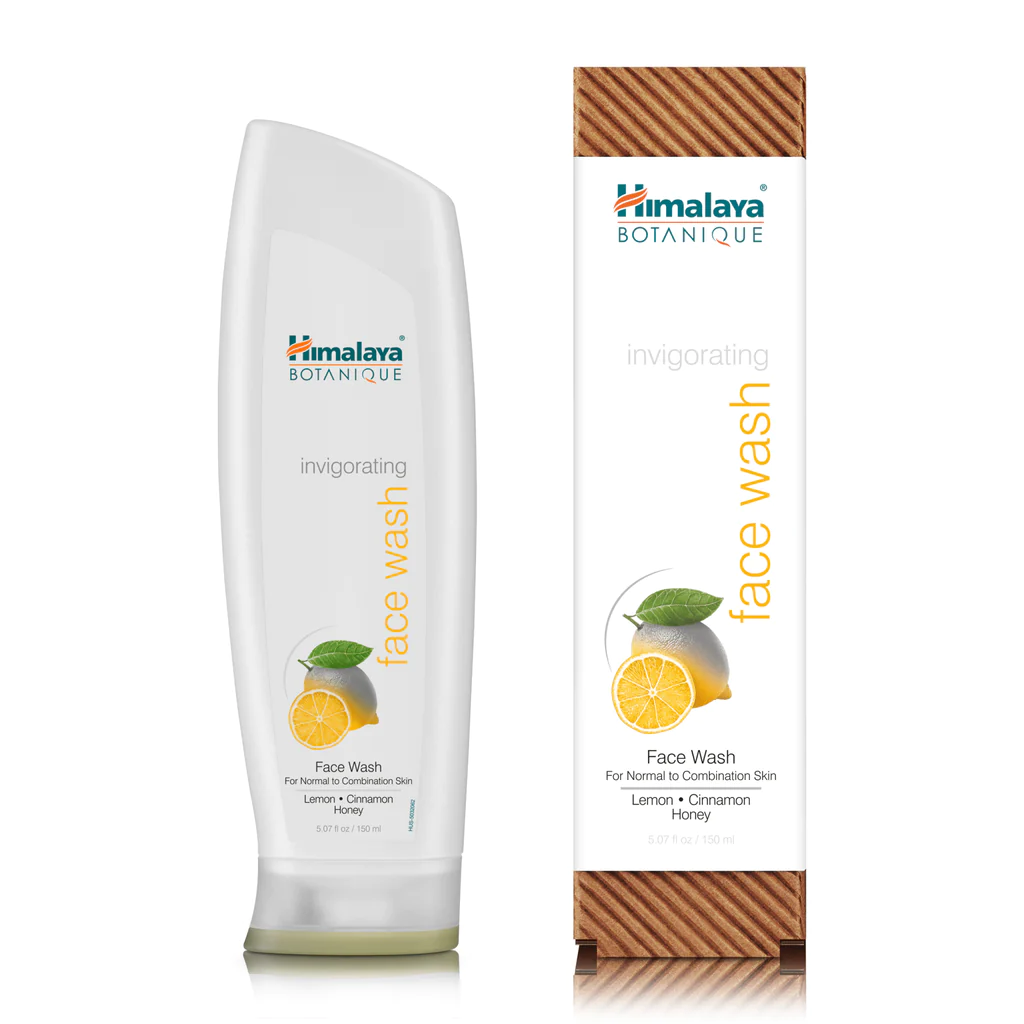 Himalaya®
BOTANIQUE
invigorating
face wash
Face Wash
For Normal to Combination Skin
Lemon • Cinnamon
Honey
5.07 fl oz / 150 ml
HUS-5032062
Himalaya®
BOTANIQUE
invigorating
face wash
Face Wash
For Normal to Combination Skin
Lemon • Cinnamon
Honey
5.07 fl oz / 150 ml